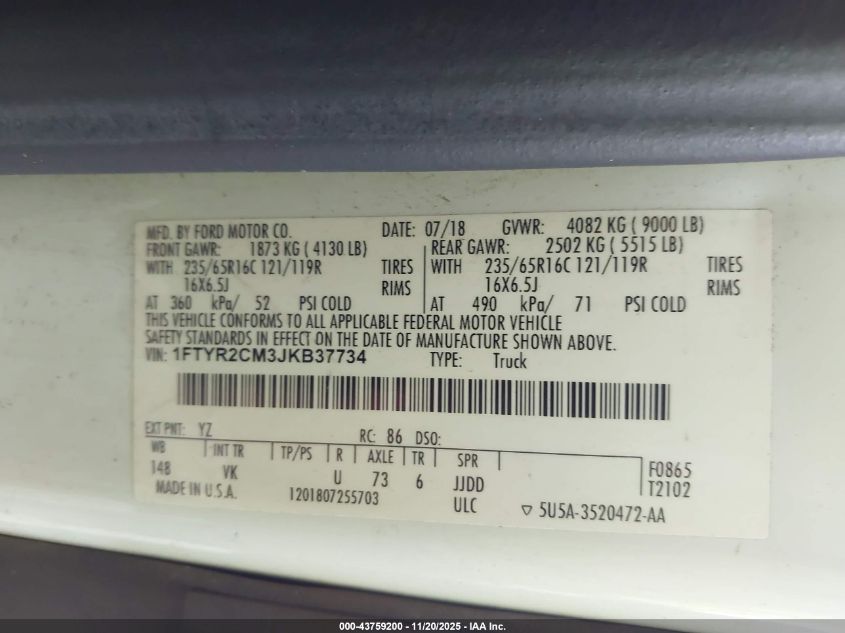 MFD. BY FORD MOTOR CO. DATE: 07/18 GVWR: 4082 KG ( 9000 LB)
FRONT GAWR: 1873 KG ( 4130 LB) REAR GAWR: 2502 KG ( 5515 LB)
WITH 235/65R16C 121/119R TIRES WITH 235/65R16C 121/119R TIRES
16X6.5J RIMS 16X6.5J RIMS
AT 360 kPa/ 52 PSI COLD AT 490 kPa/ 71 PSI COLD
THIS VEHICLE CONFORMS TO ALL APPLICABLE FEDERAL MOTOR VEHICLE
SAFETY STANDARDS IN EFFECT ON THE DATE OF MANUFACTURE SHOWN ABOVE.
VIN: 1FTYR2CM3JKB37734 TYPE: Truck
EXT PNT: YZ RC: 86 DSO:
WB INT TR TP/PS R AXLE TR SPR F0865
148 VK U 73 6 JJDD T2102
MADE IN U.S.A. 1201807255703 ULC ▽ 5U5A-3520472-AA
000-43759200 - 11/20/2025 - IAA Inc.